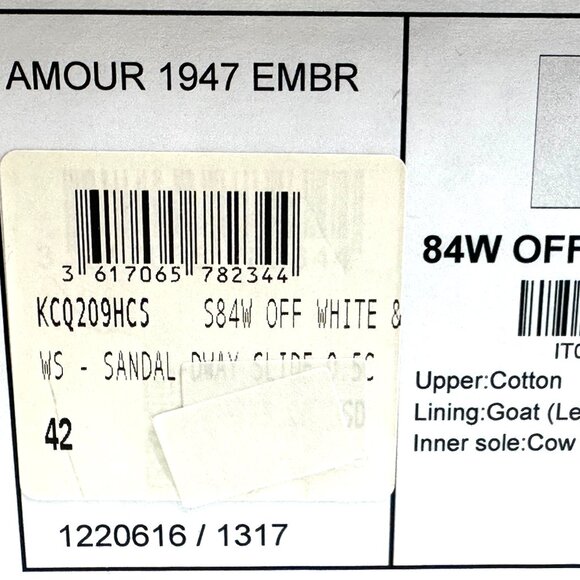 AMOUR 1947 EMBR
3 617065 782344
KCQ209HCS S84W OFF WHITE &
WS - SANDAL DWAY SLIDE 0.5C
42
1220616 / 1317
84W OFF
Upper:Cotton
Lining:Goat (Le
Inner sole:Cow